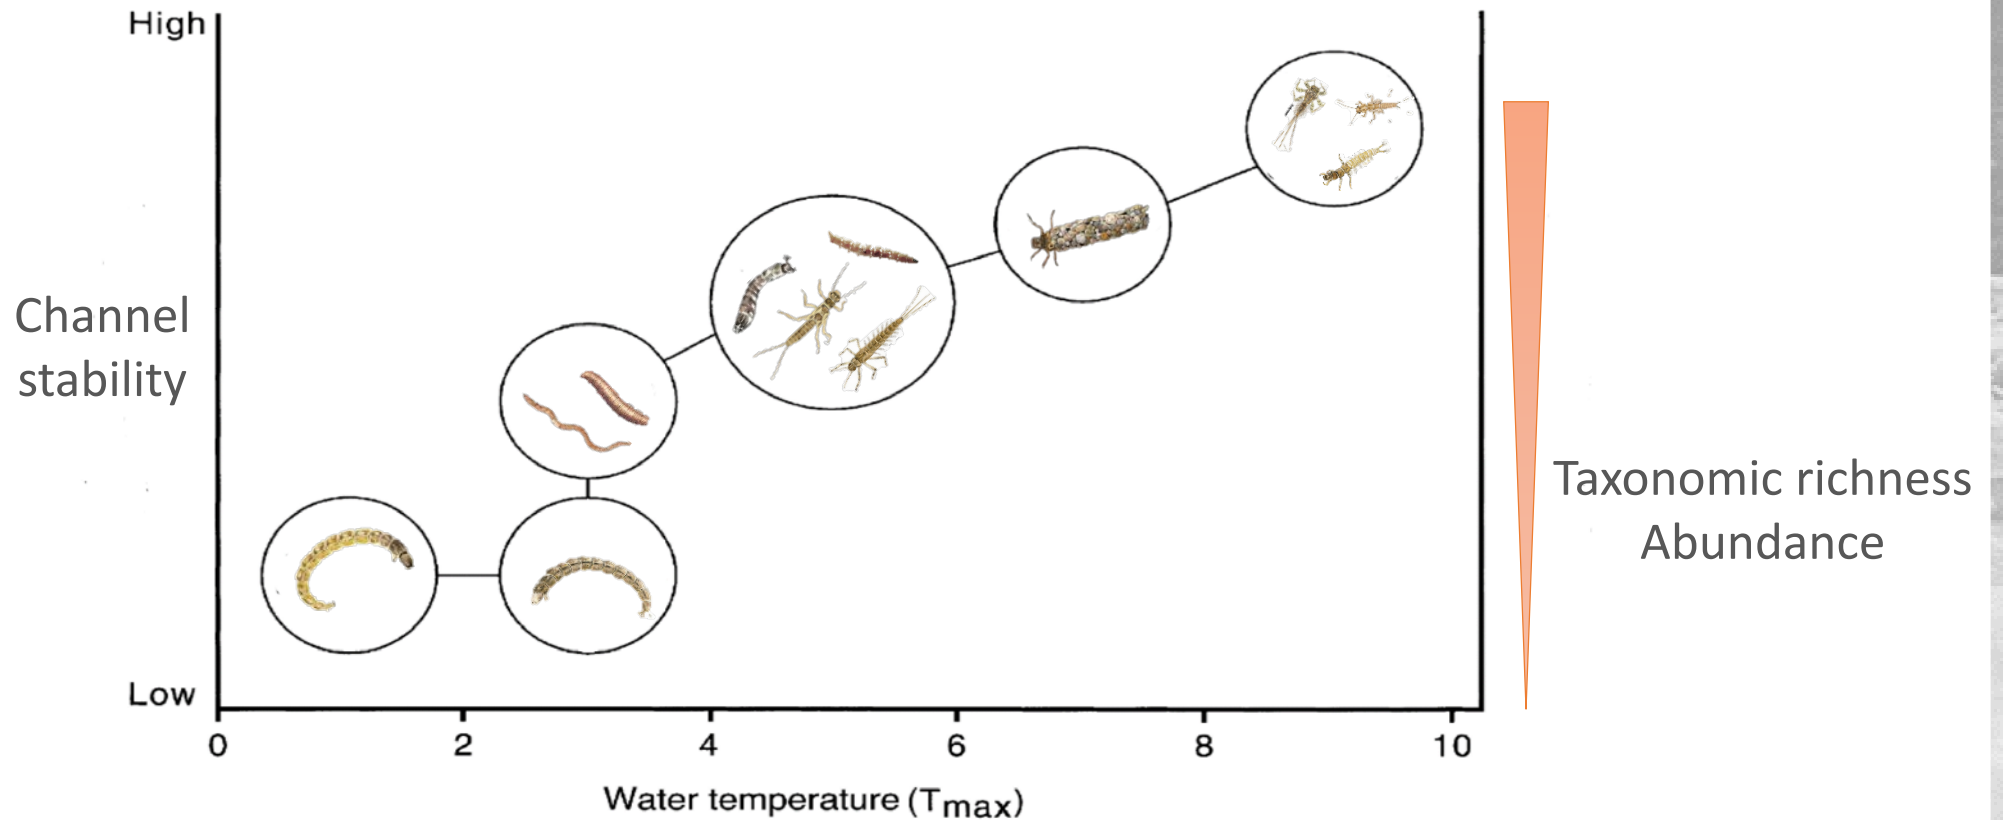 High
Channel
stability
Taxonomic richness
Abundance
Low
0 2 4 6 8 10
Water temperature (Tmax)